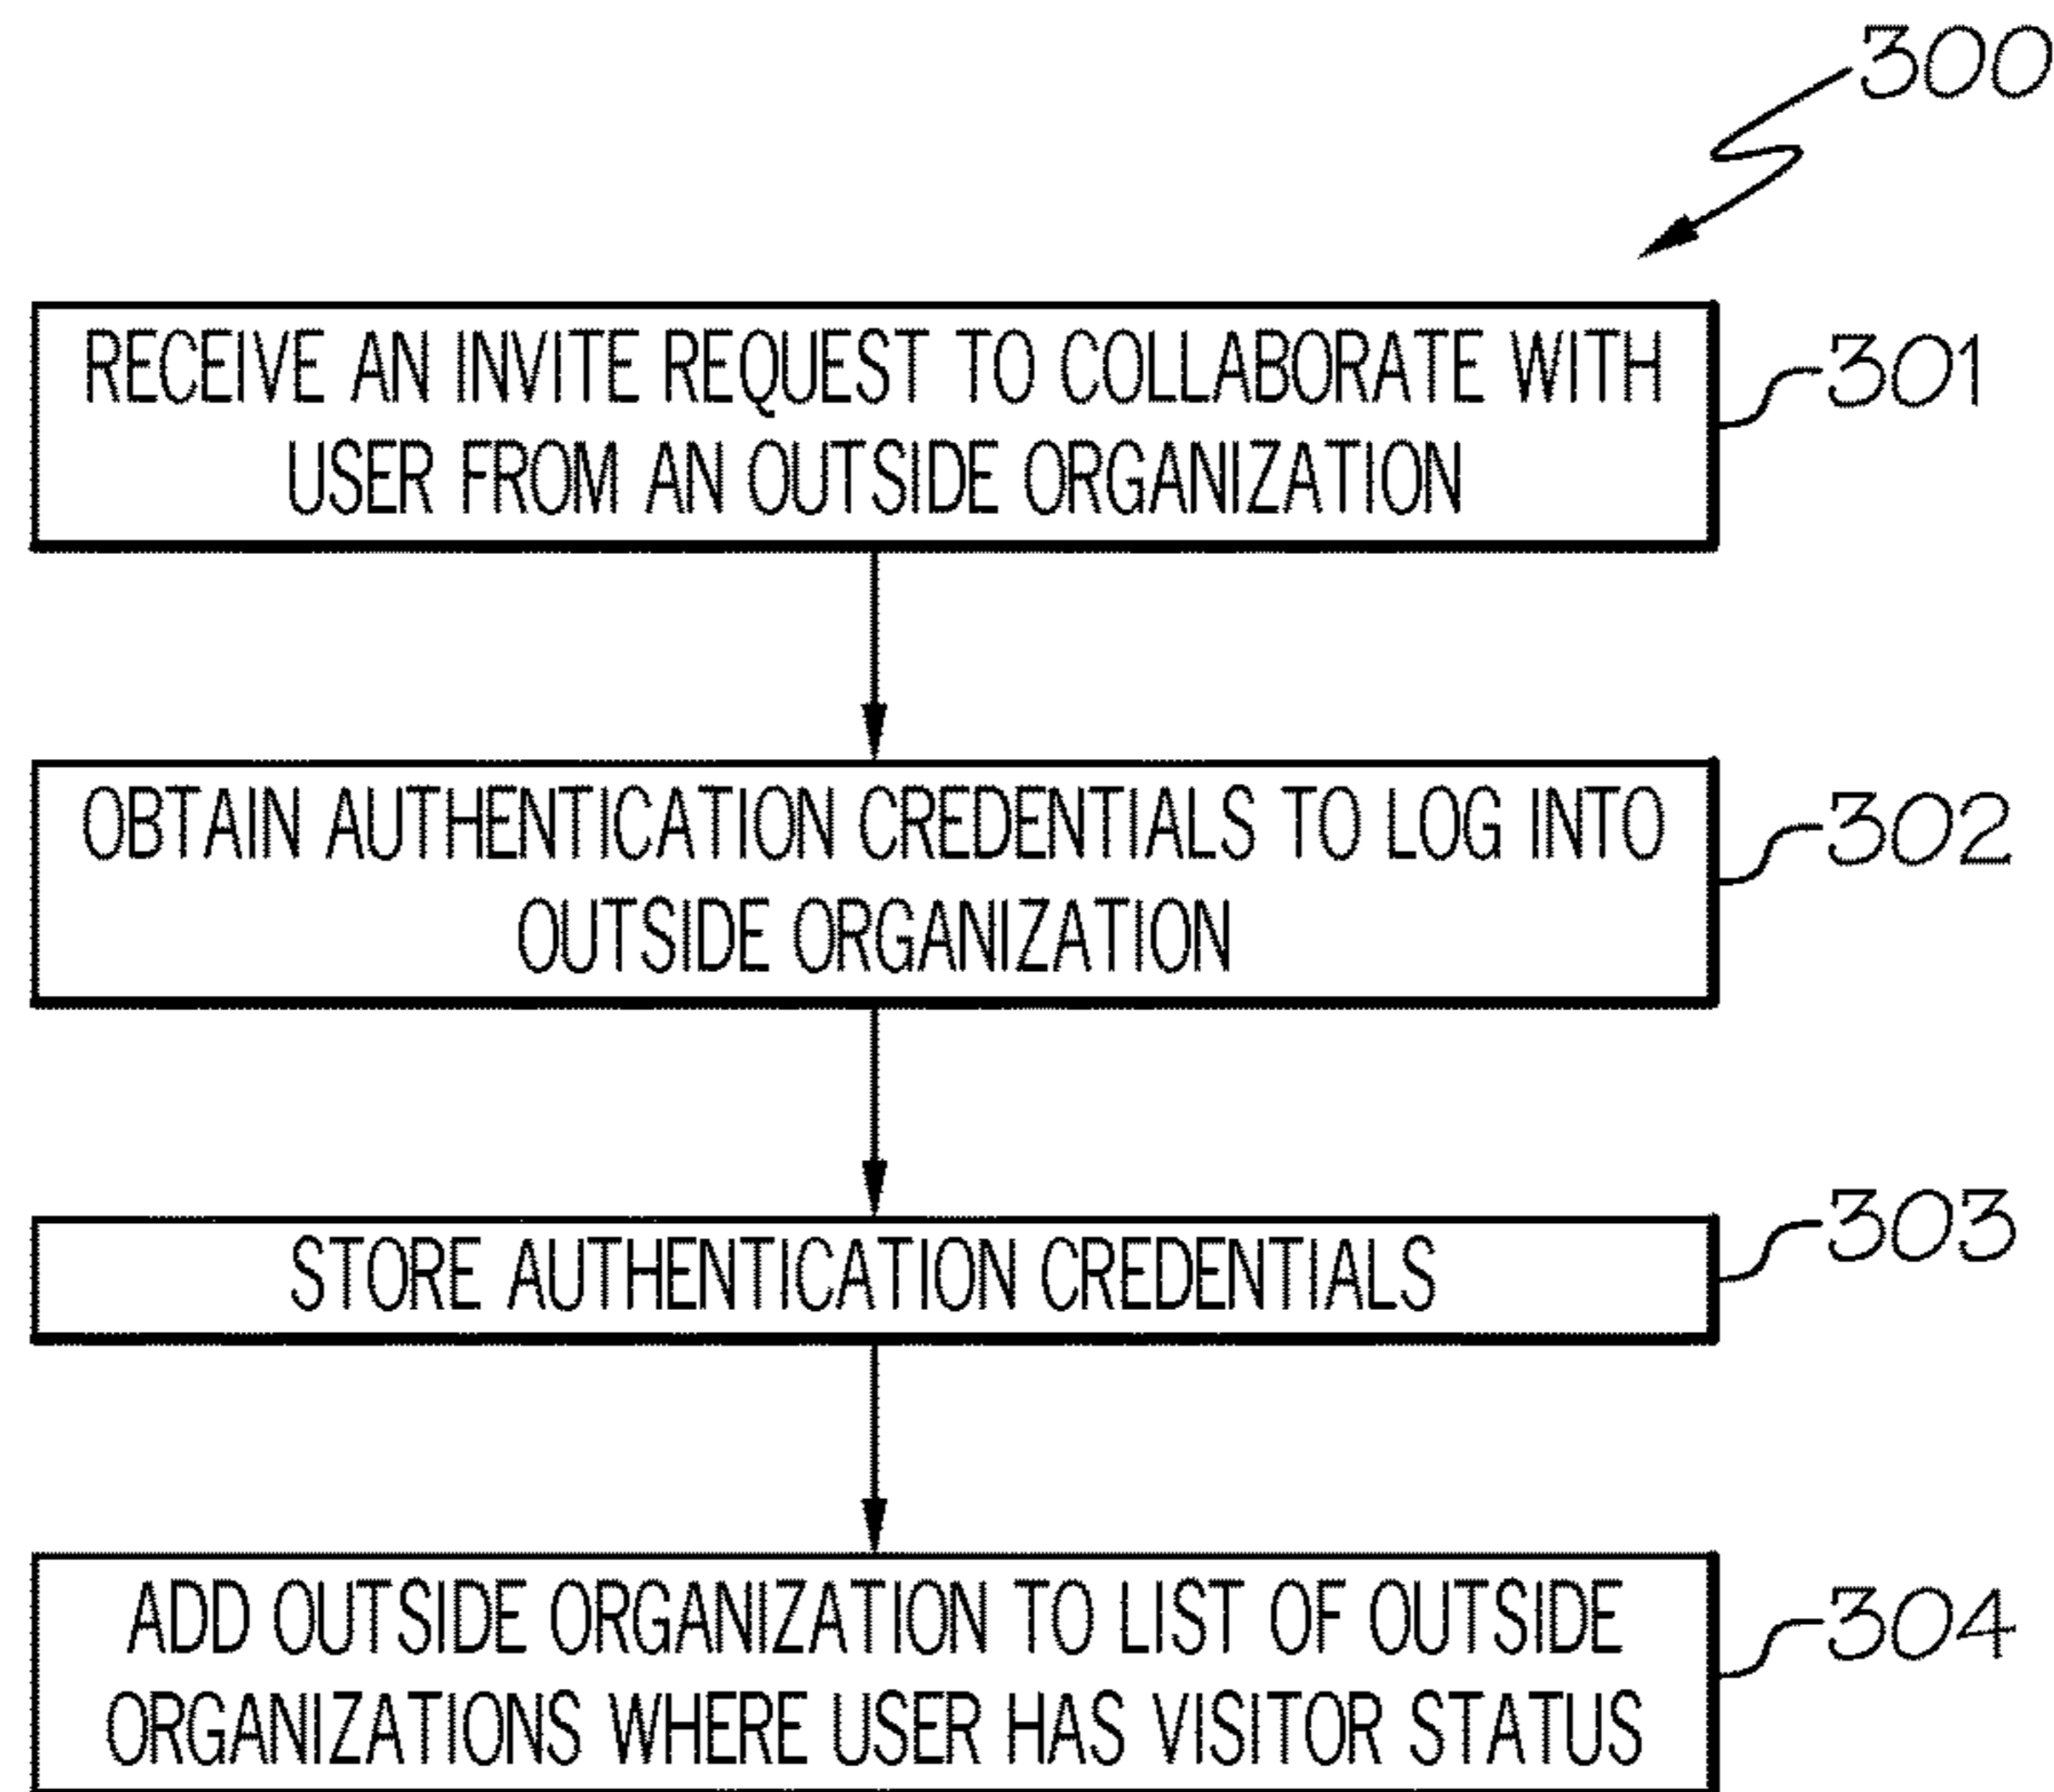 300
RECEIVE AN INVITE REQUEST TO COLLABORATE WITH
USER FROM AN OUTSIDE ORGANIZATION
301
OBTAIN AUTHENTICATION CREDENTIALS TO LOG INTO
OUTSIDE ORGANIZATION
302
STORE AUTHENTICATION CREDENTIALS
303
ADD OUTSIDE ORGANIZATION TO LIST OF OUTSIDE
ORGANIZATIONS WHERE USER HAS VISITOR STATUS
304